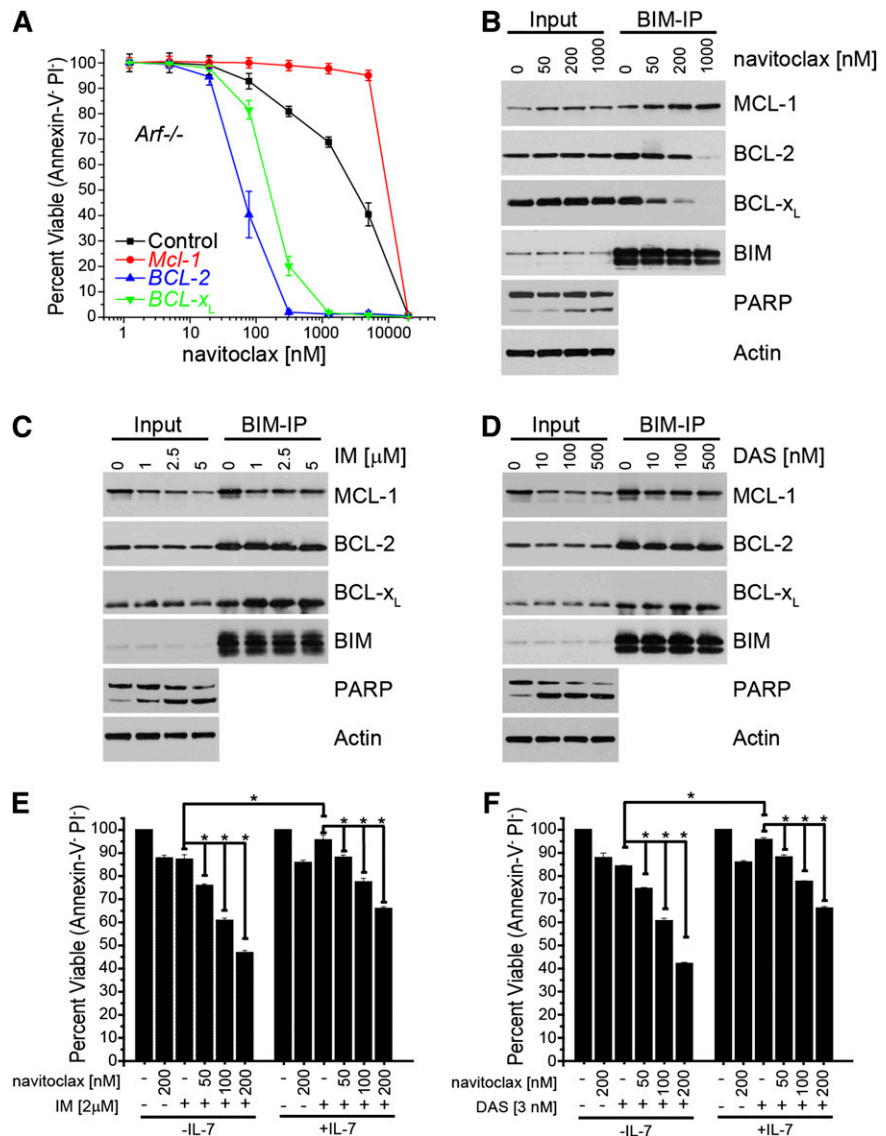 A
Percent Viable (Annexin-V- PI-)
100
90
80
70
60
50
40
30
20
10
0
Arf-/-
Control
Mcl-1
BCL-2
BCL-xL
1 10 100 1000 10000
navitoclax [nM]
B
Input BIM-IP
0 50 200 1000 0 50 200 1000 navitoclax [nM]
MCL-1
BCL-2
BCL-xL
BIM
PARP
Actin
C
Input BIM-IP
0 1 2.5 5 0 1 2.5 5 IM [μM]
MCL-1
BCL-2
BCL-xL
BIM
PARP
Actin
D
Input BIM-IP
0 10 100 500 0 10 100 500 DAS [nM]
MCL-1
BCL-2
BCL-xL
BIM
PARP
Actin
E
Percent Viable (Annexin-V- PI-)
100
90
80
70
60
50
40
30
20
10
0
*
* * * * * *
navitoclax [nM] - 200 - 50 100 200 - 200 - 50 100 200
IM [2μM] - - + + + + - - + + + +
-IL-7 +IL-7
F
Percent Viable (Annexin-V- PI-)
100
90
80
70
60
50
40
30
20
10
0
*
* * * * * *
navitoclax [nM] - 200 - 50 100 200 - 200 - 50 100 200
DAS [3 nM] - - + + + + - - + + + +
-IL-7 +IL-7